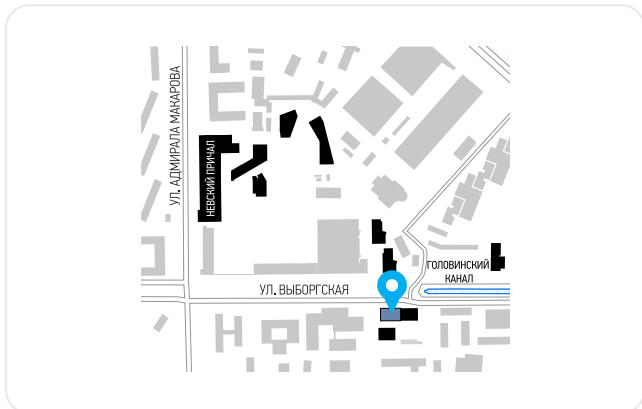 УЛ. АДМИРАЛА МАКАРОВА
НЕВСКИЙ ПРИЧАЛ
ГОЛОВИНСКИЙ
КАНАЛ
УЛ. ВЫБОРГСКАЯ